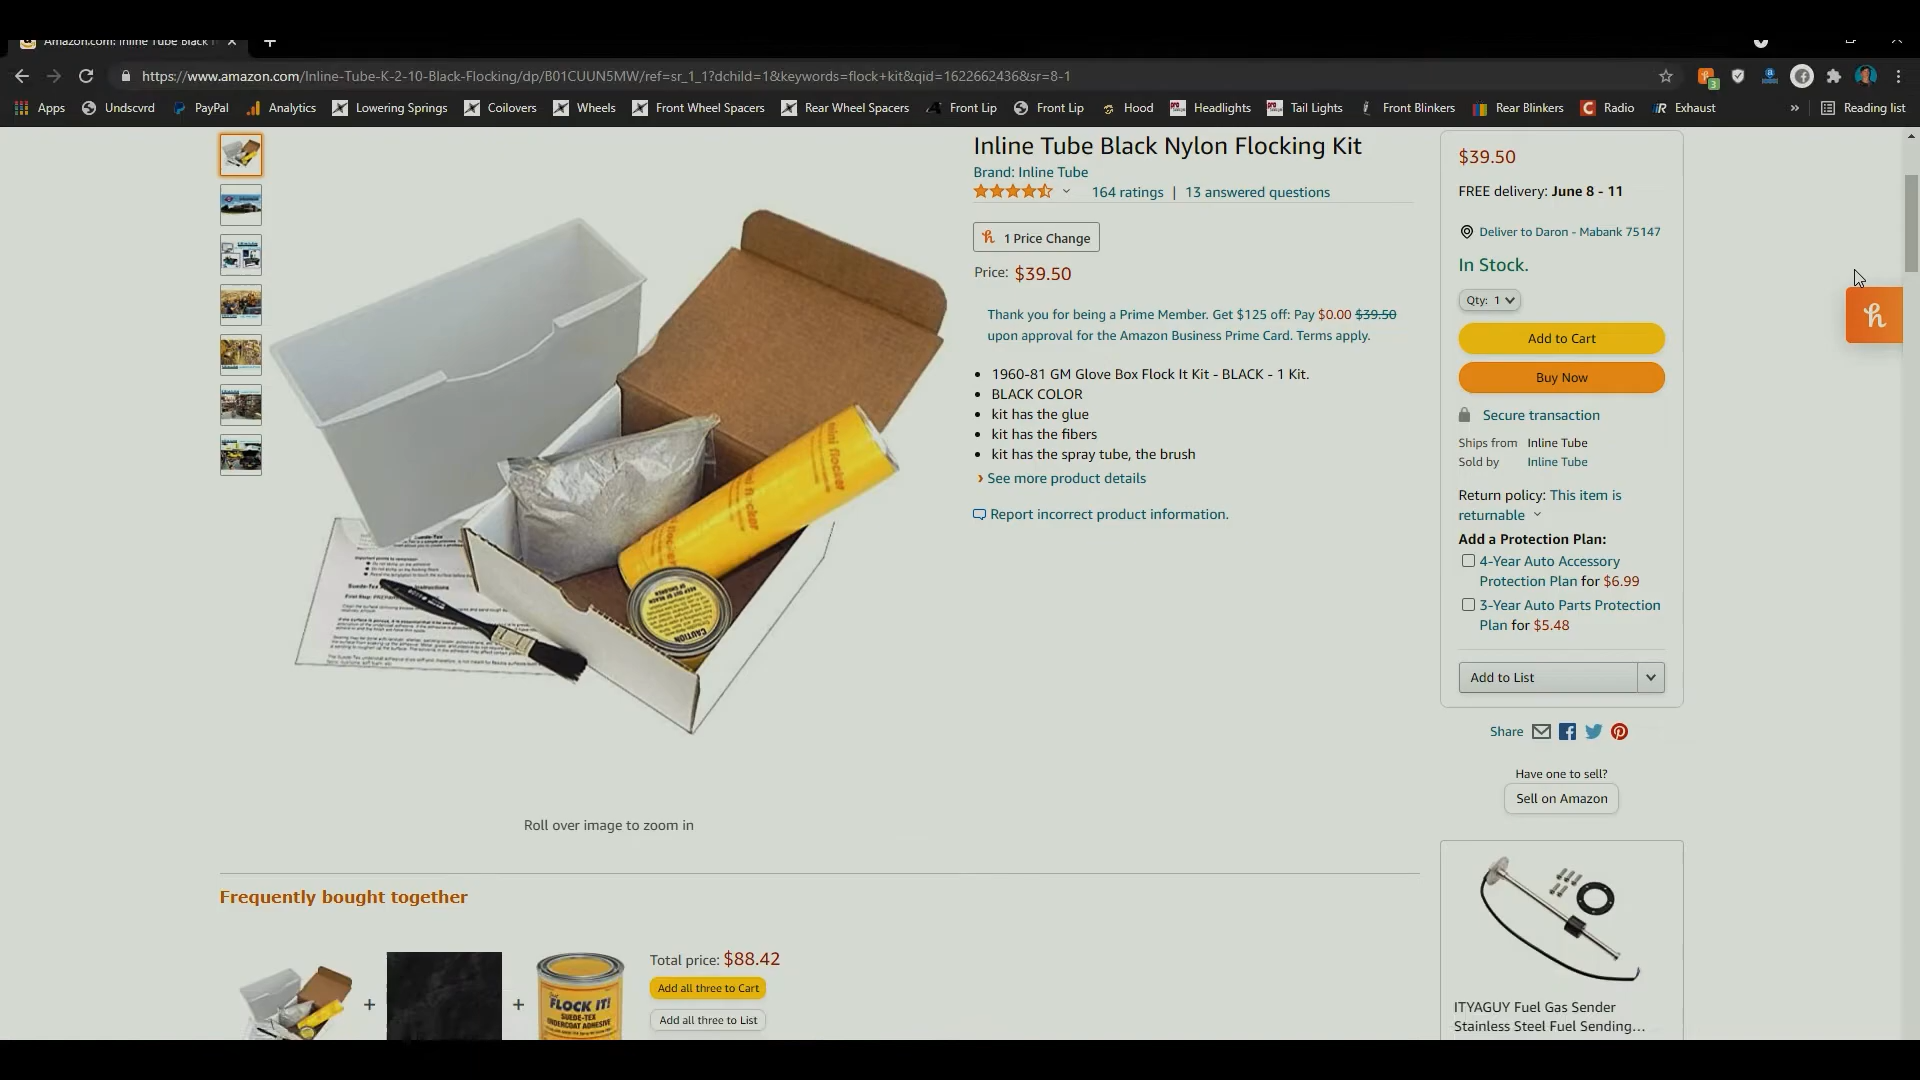 Amazon.com: Inline Tube Black
https://www.amazon.com/Inline-Tube-K-2-10-Black-Flocking/dp/B01CUUN5MW/ref=sr_1_1?dchild=1&keywords=flock+kit&qid=1622662436&sr=8-1
3
Apps Undscvrd PayPal Analytics Lowering Springs Coilovers Wheels Front Wheel Spacers Rear Wheel Spacers Front Lip Front Lip Hood Headlights Tail Lights Front Blinkers Rear Blinkers Radio Exhaust » Reading list
Inline Tube Black Nylon Flocking Kit
Brand: Inline Tube
164 ratings | 13 answered questions
1 Price Change
Price: $39.50
Thank you for being a Prime Member. Get $125 off: Pay $0.00 $39.50
upon approval for the Amazon Business Prime Card. Terms apply.
• 1960-81 GM Glove Box Flock It Kit - BLACK - 1 Kit.
• BLACK COLOR
• kit has the glue
• kit has the fibers
• kit has the spray tube, the brush
› See more product details
Report incorrect product information.
mini flocker
CAUTION
Suede-Tex
Roll over image to zoom in
$39.50
FREE delivery: June 8 - 11
Deliver to Daron - Mabank 75147
In Stock.
Qty: 1
Add to Cart
Buy Now
Secure transaction
Ships from Inline Tube
Sold by Inline Tube
Return policy: This item is
returnable
Add a Protection Plan:
4-Year Auto Accessory
Protection Plan for $6.99
3-Year Auto Parts Protection
Plan for $5.48
Add to List
Share
Have one to sell?
Sell on Amazon
ITYAGUY Fuel Gas Sender
Stainless Steel Fuel Sending...
Frequently bought together
Total price: $88.42
Add all three to Cart
Add all three to List
FLOCK IT!
SUEDE-TEX
UNDERCOAT ADHESIVE